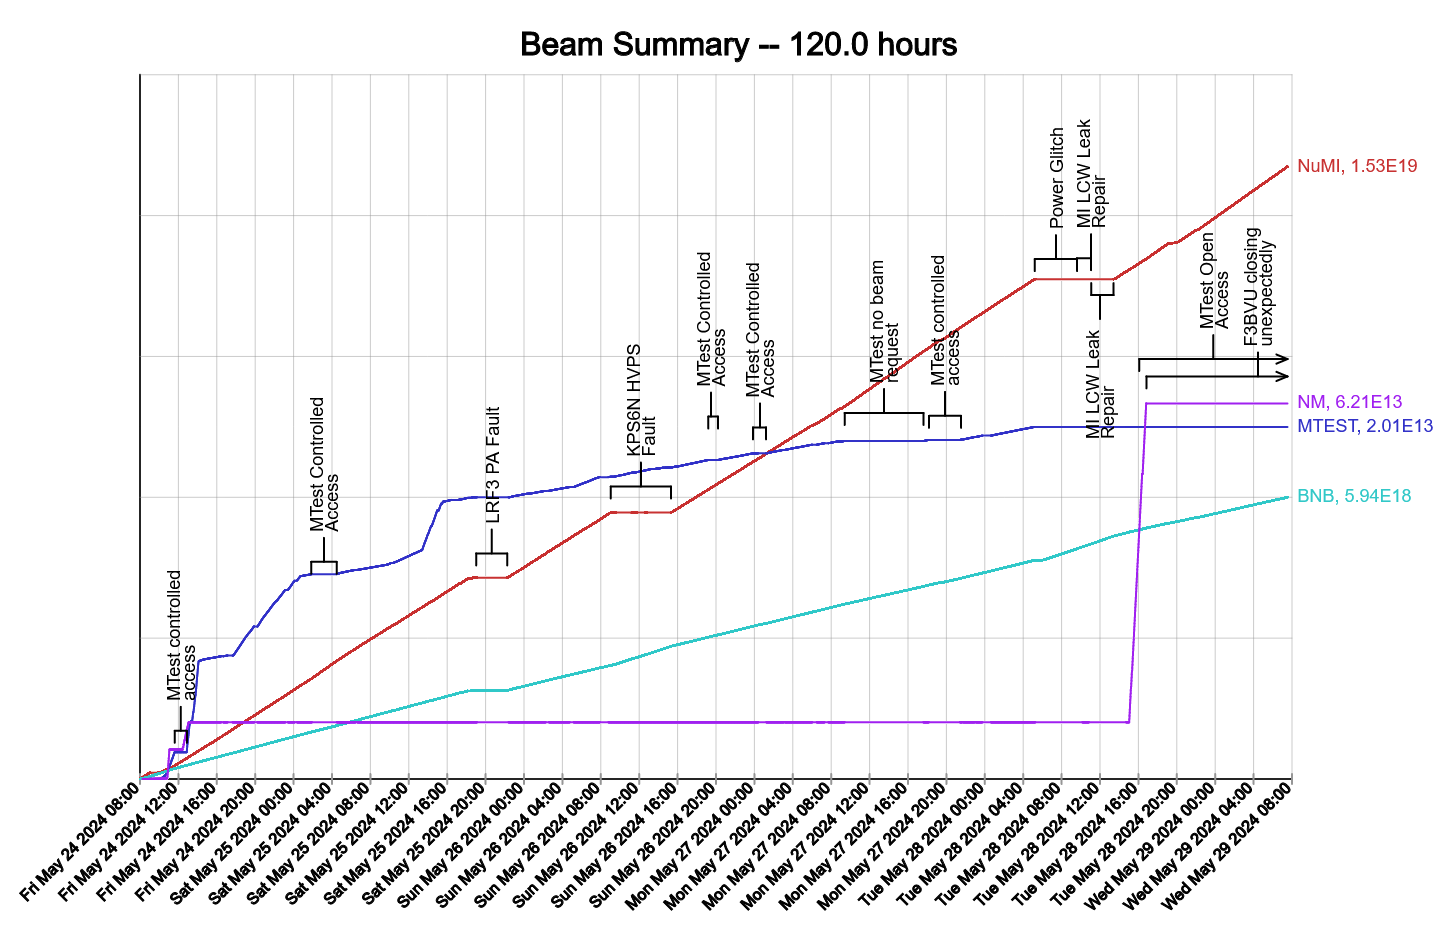 Beam Summary -- 120.0 hours
MTest controlled
access
MTest Controlled
Access
LRF3 PA Fault
KPS6N HVPS
Fault
MTest Controlled
Access
MTest Controlled
Access
MTest no beam
request
MTest controlled
access
Power Glitch
MI LCW Leak
Repair
MI LCW Leak
Repair
MTest Open
Access
F3BVU closing
unexpectedly
NuMI, 1.53E19
NM, 6.21E13
MTEST, 2.01E13
BNB, 5.94E18
Fri May 24 2024 08:00
Fri May 24 2024 12:00
Fri May 24 2024 16:00
Fri May 24 2024 20:00
Sat May 25 2024 00:00
Sat May 25 2024 04:00
Sat May 25 2024 08:00
Sat May 25 2024 12:00
Sat May 25 2024 16:00
Sat May 25 2024 20:00
Sun May 26 2024 00:00
Sun May 26 2024 04:00
Sun May 26 2024 08:00
Sun May 26 2024 12:00
Sun May 26 2024 16:00
Sun May 26 2024 20:00
Mon May 27 2024 00:00
Mon May 27 2024 04:00
Mon May 27 2024 08:00
Mon May 27 2024 12:00
Mon May 27 2024 16:00
Mon May 27 2024 20:00
Tue May 28 2024 00:00
Tue May 28 2024 04:00
Tue May 28 2024 08:00
Tue May 28 2024 12:00
Tue May 28 2024 16:00
Tue May 28 2024 20:00
Wed May 29 2024 00:00
Wed May 29 2024 04:00
Wed May 29 2024 08:00